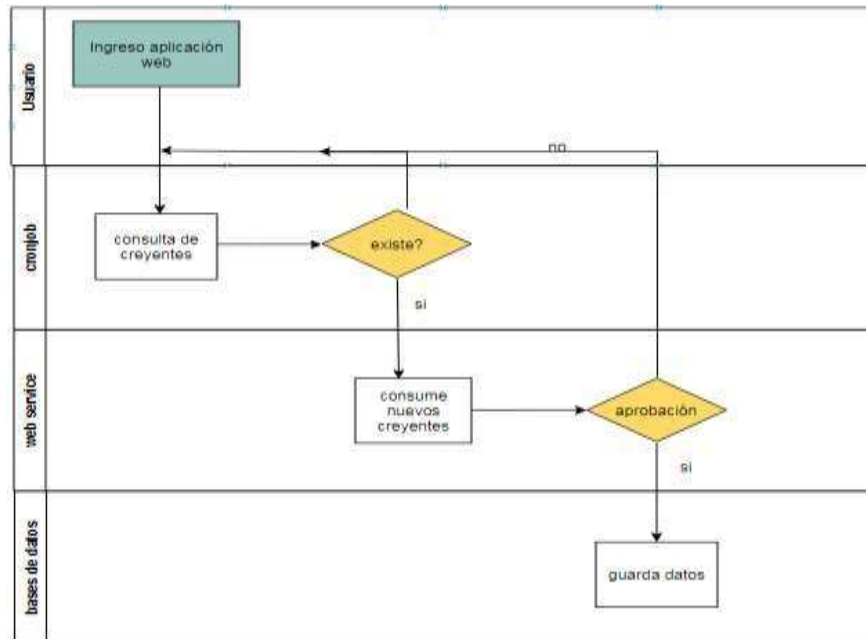 Usuario
Ingreso aplicación
web
no
cronjob
consulta de
creyentes
existe?
si
web service
consume
nuevos
creyentes
aprobación
si
bases de datos
guarda datos